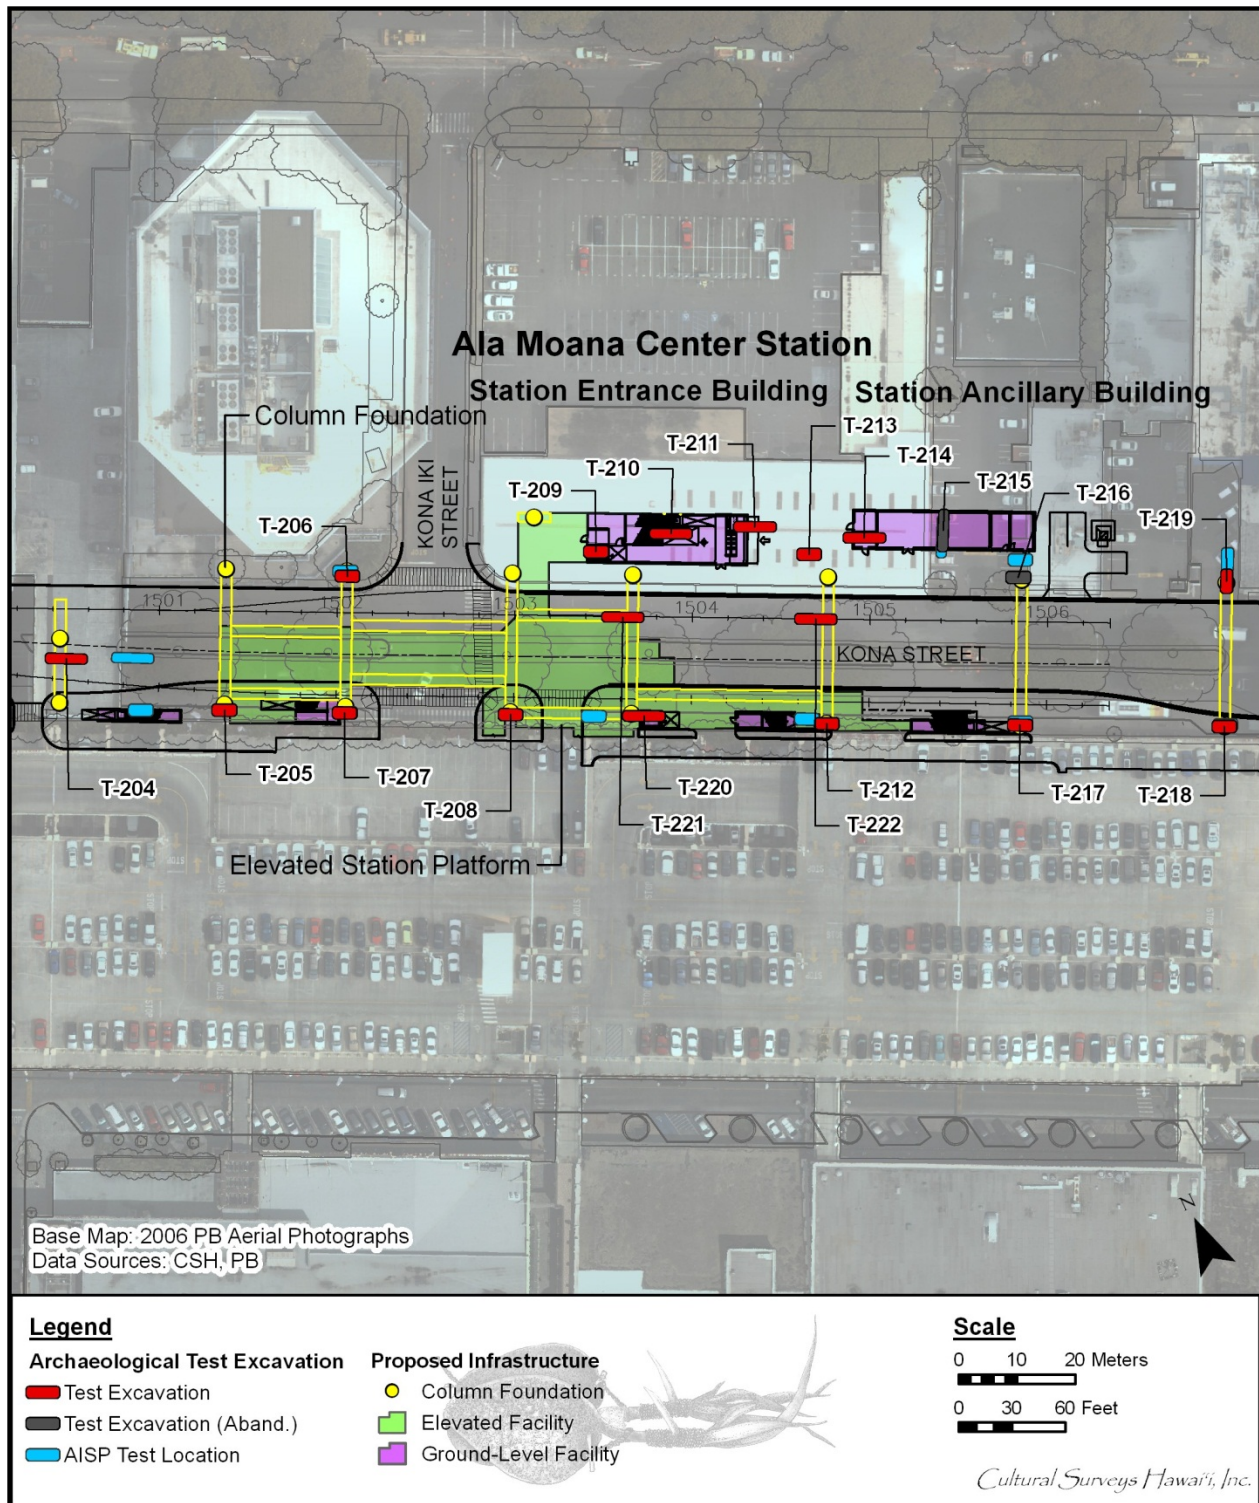 Ala Moana Center Station
Station Entrance Building
Station Ancillary Building
Column Foundation
KONA IKI
STREET
T-213
T-211
T-214
T-210
T-215
T-209
T-216
T-206
T-219
1501
1502
1503
1504
1505
1506
KONA STREET
T-204
T-205
T-207
T-208
T-220
T-212
T-217
T-218
T-221
T-222
Elevated Station Platform
N
Base Map: 2006 PB Aerial Photographs
Data Sources: CSH, PB
Legend
Archaeological Test Excavation
Test Excavation
Test Excavation (Aband.)
AISP Test Location
Proposed Infrastructure
Column Foundation
Elevated Facility
Ground-Level Facility
Scale
0 10 20 Meters
0 30 60 Feet
Cultural Surveys Hawai'i, Inc.